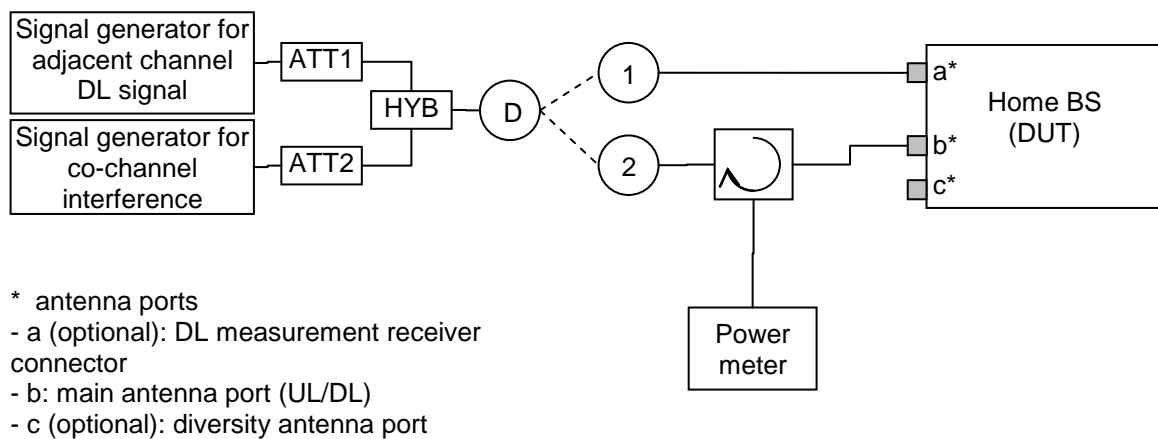 Signal generator for
adjacent channel
DL signal
ATT1
HYB
Signal generator for
co-channel
interference
ATT2
D
1
2
a*
b*
c*
Home BS
(DUT)
Power
meter
* antenna ports
- a (optional): DL measurement receiver
connector
- b: main antenna port (UL/DL)
- c (optional): diversity antenna port